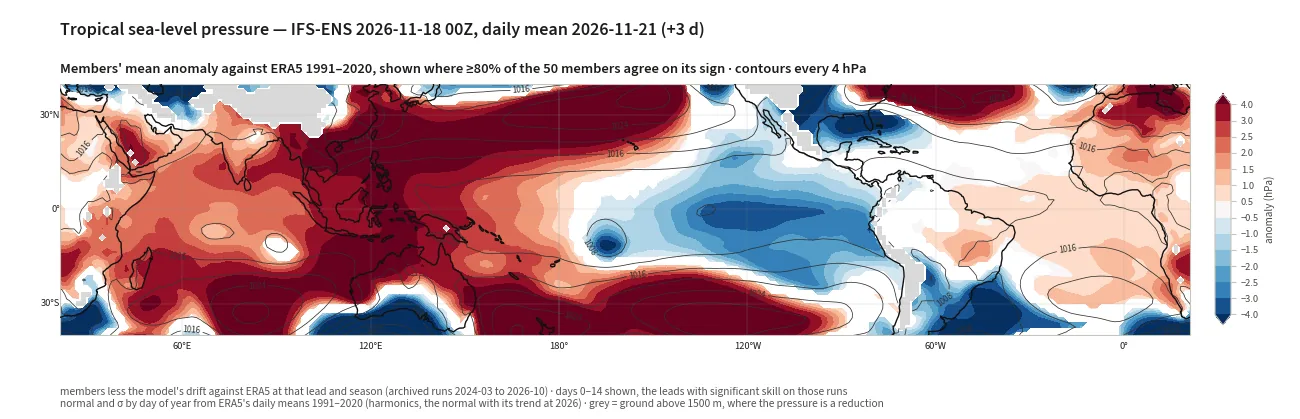 Tropical sea-level pressure — IFS-ENS 2026-11-18 00Z, daily mean 2026-11-21 (+3 d)
Members' mean anomaly against ERA5 1991–2020, shown where ≥80% of the 50 members agree on its sign · contours every 4 hPa
30°N
0°
30°S
60°E
120°E
180°
120°W
60°W
0°
1016
1016
1016
1016
1016
1016
1016
1008
1008
4.0
3.0
2.5
2.0
1.5
1.0
0.5
−0.5
−1.0
−1.5
−2.0
−2.5
−3.0
−4.0
anomaly (hPa)
members less the model's drift against ERA5 at that lead and season (archived runs 2024-03 to 2026-10) · days 0–14 shown, the leads with significant skill on those runs
normal and σ by day of year from ERA5's daily means 1991–2020 (harmonics, the normal with its trend at 2026) · grey = ground above 1500 m, where the pressure is a reduction